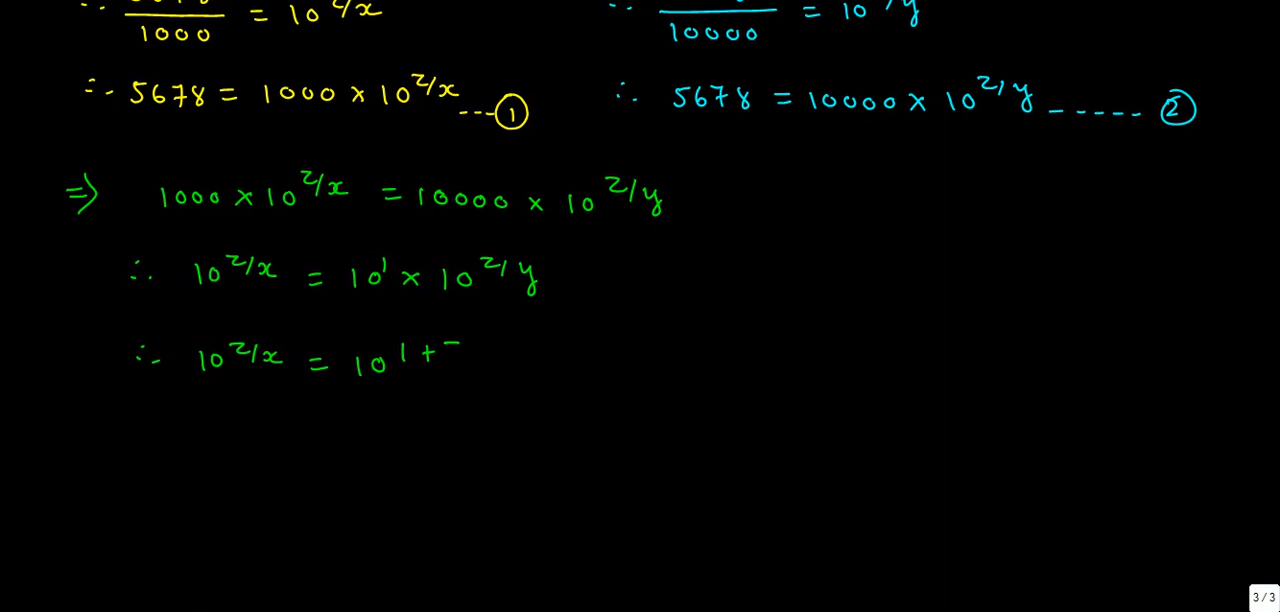 ∴ 5678/1000 = 10^2/x
∴ /10000 = 10^2/y
∴ 5678 = 1000 × 10^2/x ---①
∴ 5678 = 10000 × 10^2/y ----- ②
⇒ 1000 × 10^2/x = 10000 × 10^2/y
∴ 10^2/x = 10^1 × 10^2/y
∴ 10^2/x = 10^1 + -
3/3